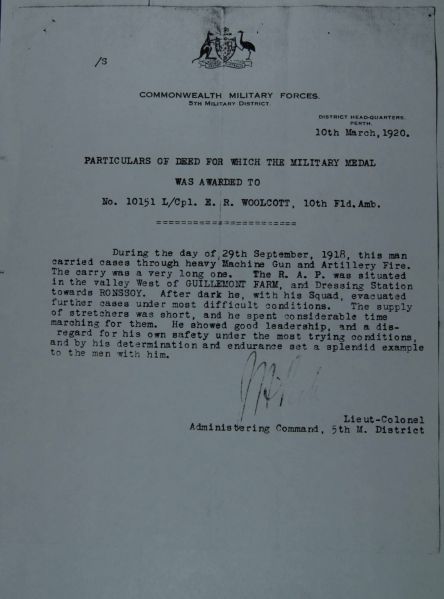 /3
COMMONWEALTH MILITARY FORCES.
5TH MILITARY DISTRICT.
DISTRICT HEAD-QUARTERS,
PERTH.
10th March, 1920.
PARTICULARS OF DEED FOR WHICH THE MILITARY MEDAL
WAS AWARDED TO
No. 10151 L/Cpl. E. R. WOOLCOTT, 10th Fld. Amb.
=======================
During the day of 29th September, 1918, this man
carried cases through heavy Machine Gun and Artillery Fire.
The carry was a very long one. The R. A. P. was situated
in the valley West of GUILLEMONT FARM, and Dressing Station
towards RONSSOY. After dark he, with his Squad, evacuated
further cases under most difficult conditions. The supply
of stretchers was short, and he spent considerable time
marching for them. He showed good leadership, and a dis-
regard for his own safety under the most trying conditions,
and by his determination and endurance set a splendid example
to the men with him.
Lieut-Colonel
Administering Command, 5th M. District